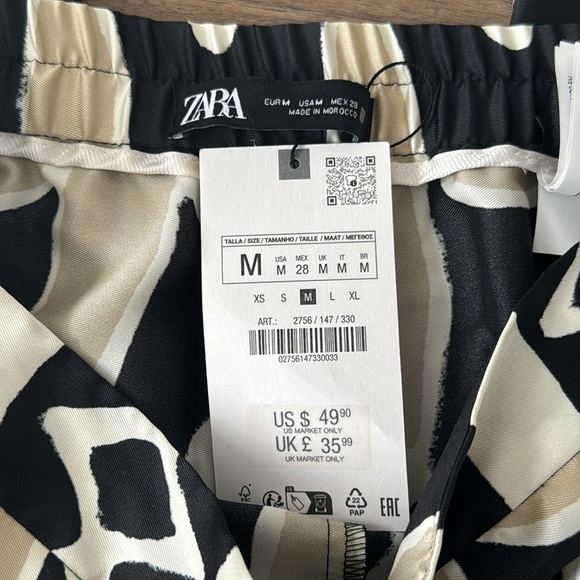 ZARA
EUR M USA M MEX 28
MADE IN MOROCCO
TALLA / SIZE / TAMANHO / TAILLE / MAAT / ΜΕΓΕΘΟΣ
M
USA MEX UK IT BR
M 28 M M M
XS S M L XL
ART.: 2756 / 147 / 330
02756147330033
US $ 49.90
US MARKET ONLY
UK £ 35.99
UK MARKET ONLY
FSC
22
PAP
EAC